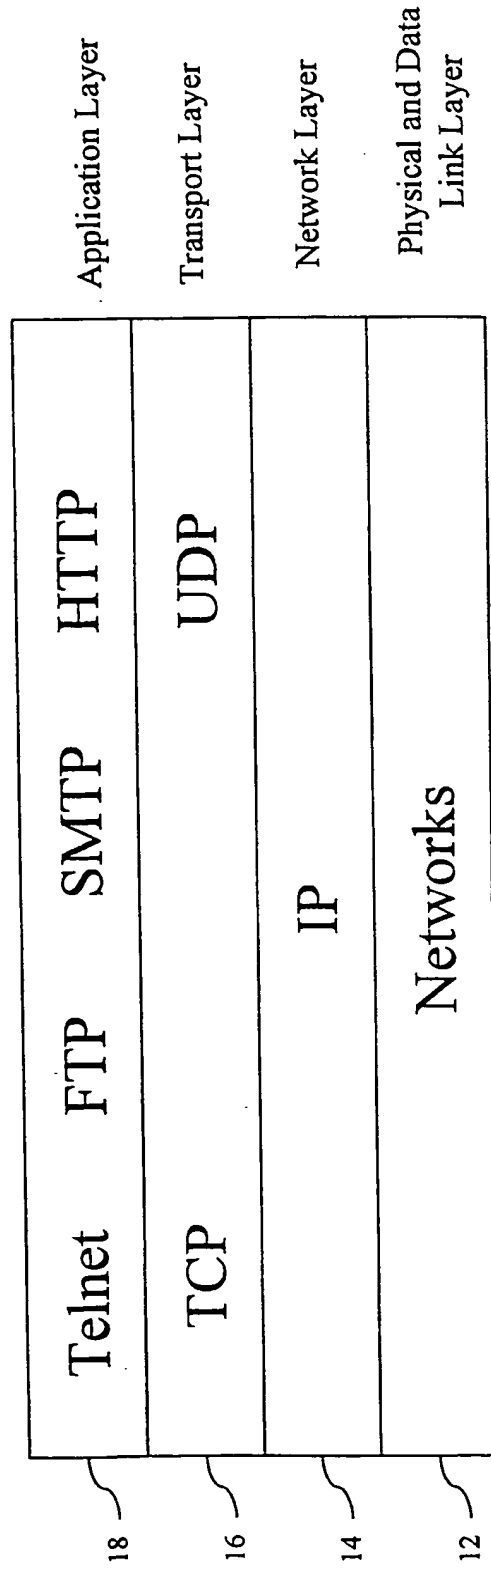 18 Telnet FTP SMTP HTTP Application Layer
16 TCP UDP Transport Layer
14 IP Network Layer
12 Networks Physical and Data
Link Layer